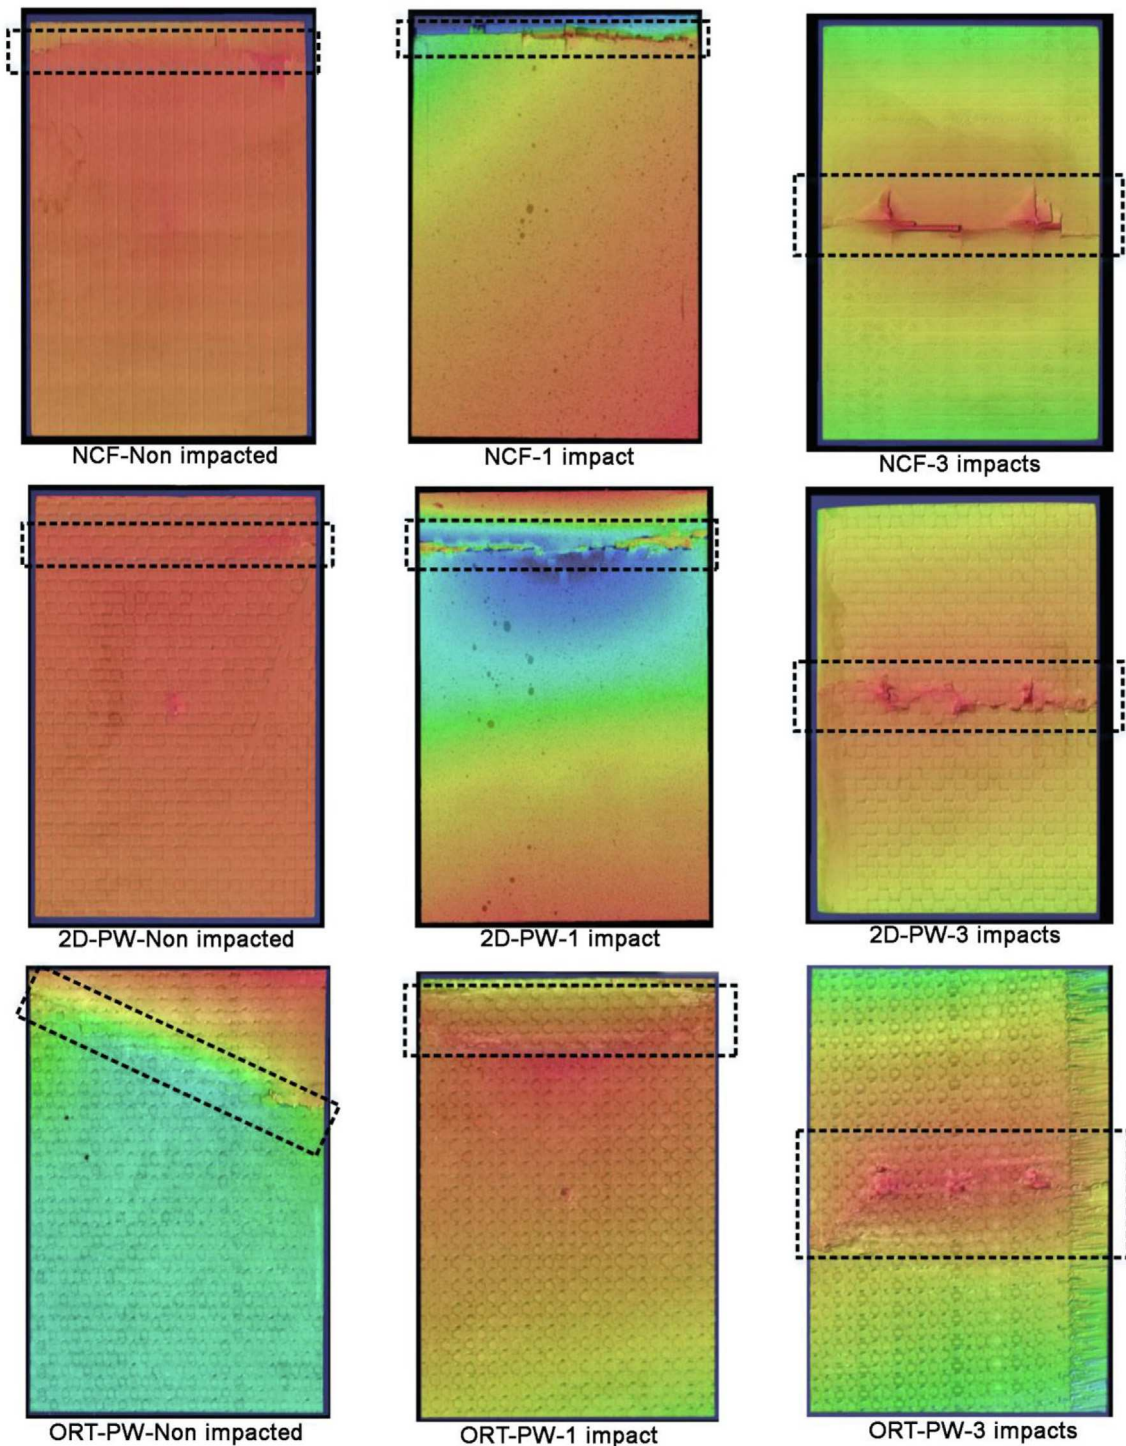 NCF-Non impacted
NCF-1 impact
NCF-3 impacts
2D-PW-Non impacted
2D-PW-1 impact
2D-PW-3 impacts
ORT-PW-Non impacted
ORT-PW-1 impact
ORT-PW-3 impacts